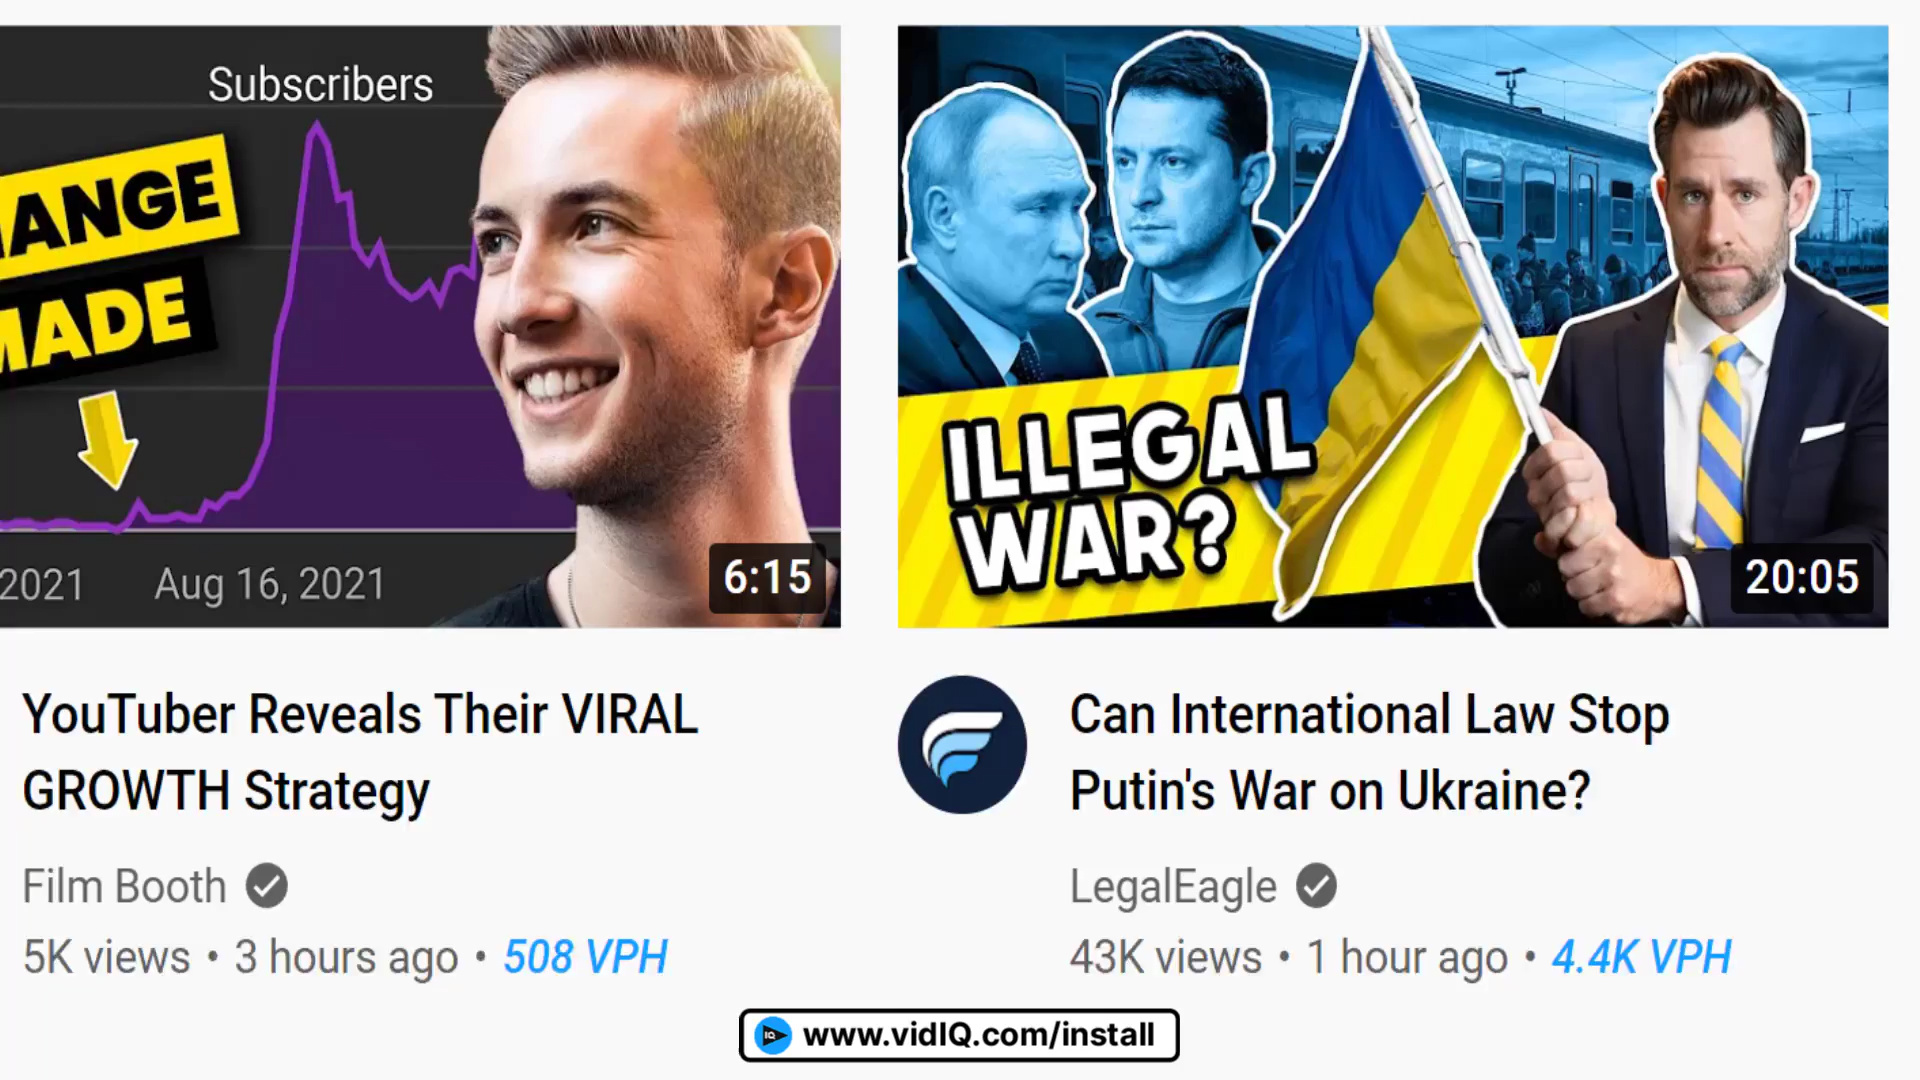 Subscribers
ANGE
MADE
2021
Aug 16, 2021
6:15
ILLEGAL
WAR?
20:05
YouTuber Reveals Their VIRAL
GROWTH Strategy
Film Booth
5K views • 3 hours ago • 508 VPH
Can International Law Stop
Putin's War on Ukraine?
LegalEagle
43K views • 1 hour ago • 4.4K VPH
IQ
www.vidIQ.com/install